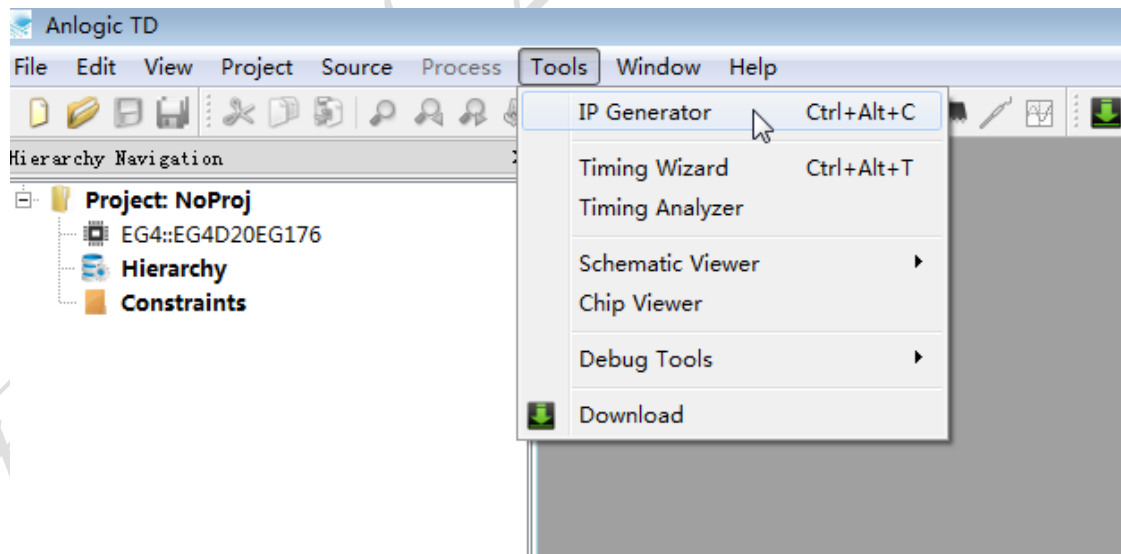 Anlogic TD
File Edit View Project Source Process Tools Window Help
IP Generator Ctrl+Alt+C
Hierarchy Navigation
Timing Wizard Ctrl+Alt+T
Project: NoProj
Timing Analyzer
EG4::EG4D20EG176
Schematic Viewer
Hierarchy
Chip Viewer
Constraints
Debug Tools
Download